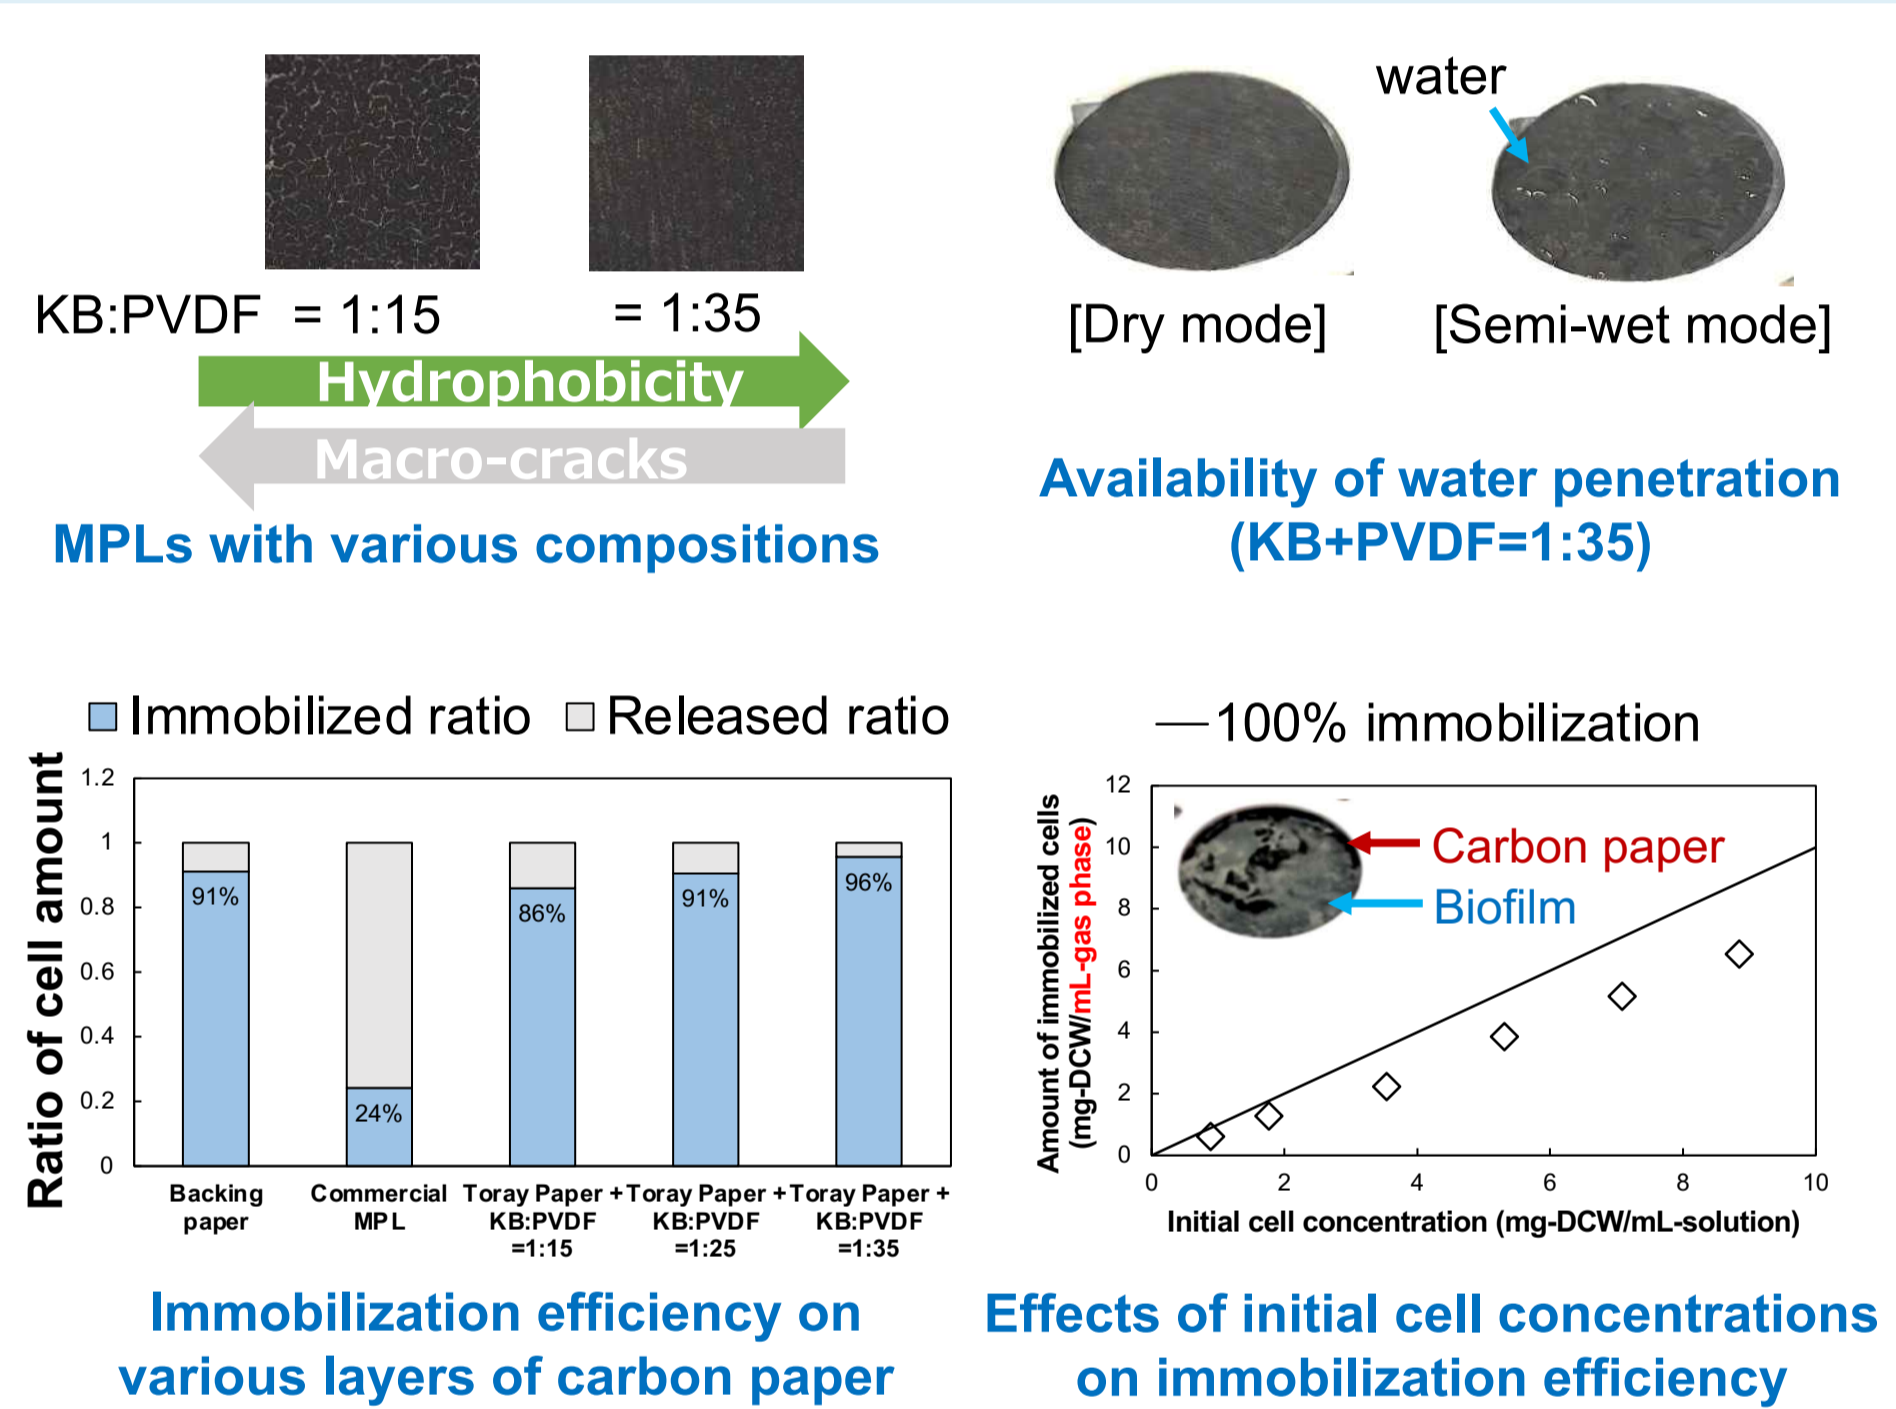 KB:PVDF = 1:15 = 1:35
Hydrophobicity
Macro-cracks
MPLs with various compositions
water
[Dry mode] [Semi-wet mode]
Availability of water penetration
(KB+PVDF=1:35)
Immobilized ratio Released ratio
Ratio of cell amount
1.2
1
0.8
0.6
0.4
0.2
0
91%
24%
86%
91%
96%
Backing
paper
Commercial
MPL
Toray Paper +
KB:PVDF
=1:15
Toray Paper +
KB:PVDF
=1:25
Toray Paper +
KB:PVDF
=1:35
Immobilization efficiency on
various layers of carbon paper
100% immobilization
Amount of immobilized cells
(mg-DCW/mL-gas phase)
12
10
8
6
4
2
0
Carbon paper
Biofilm
0 2 4 6 8 10
Initial cell concentration (mg-DCW/mL-solution)
Effects of initial cell concentrations
on immobilization efficiency